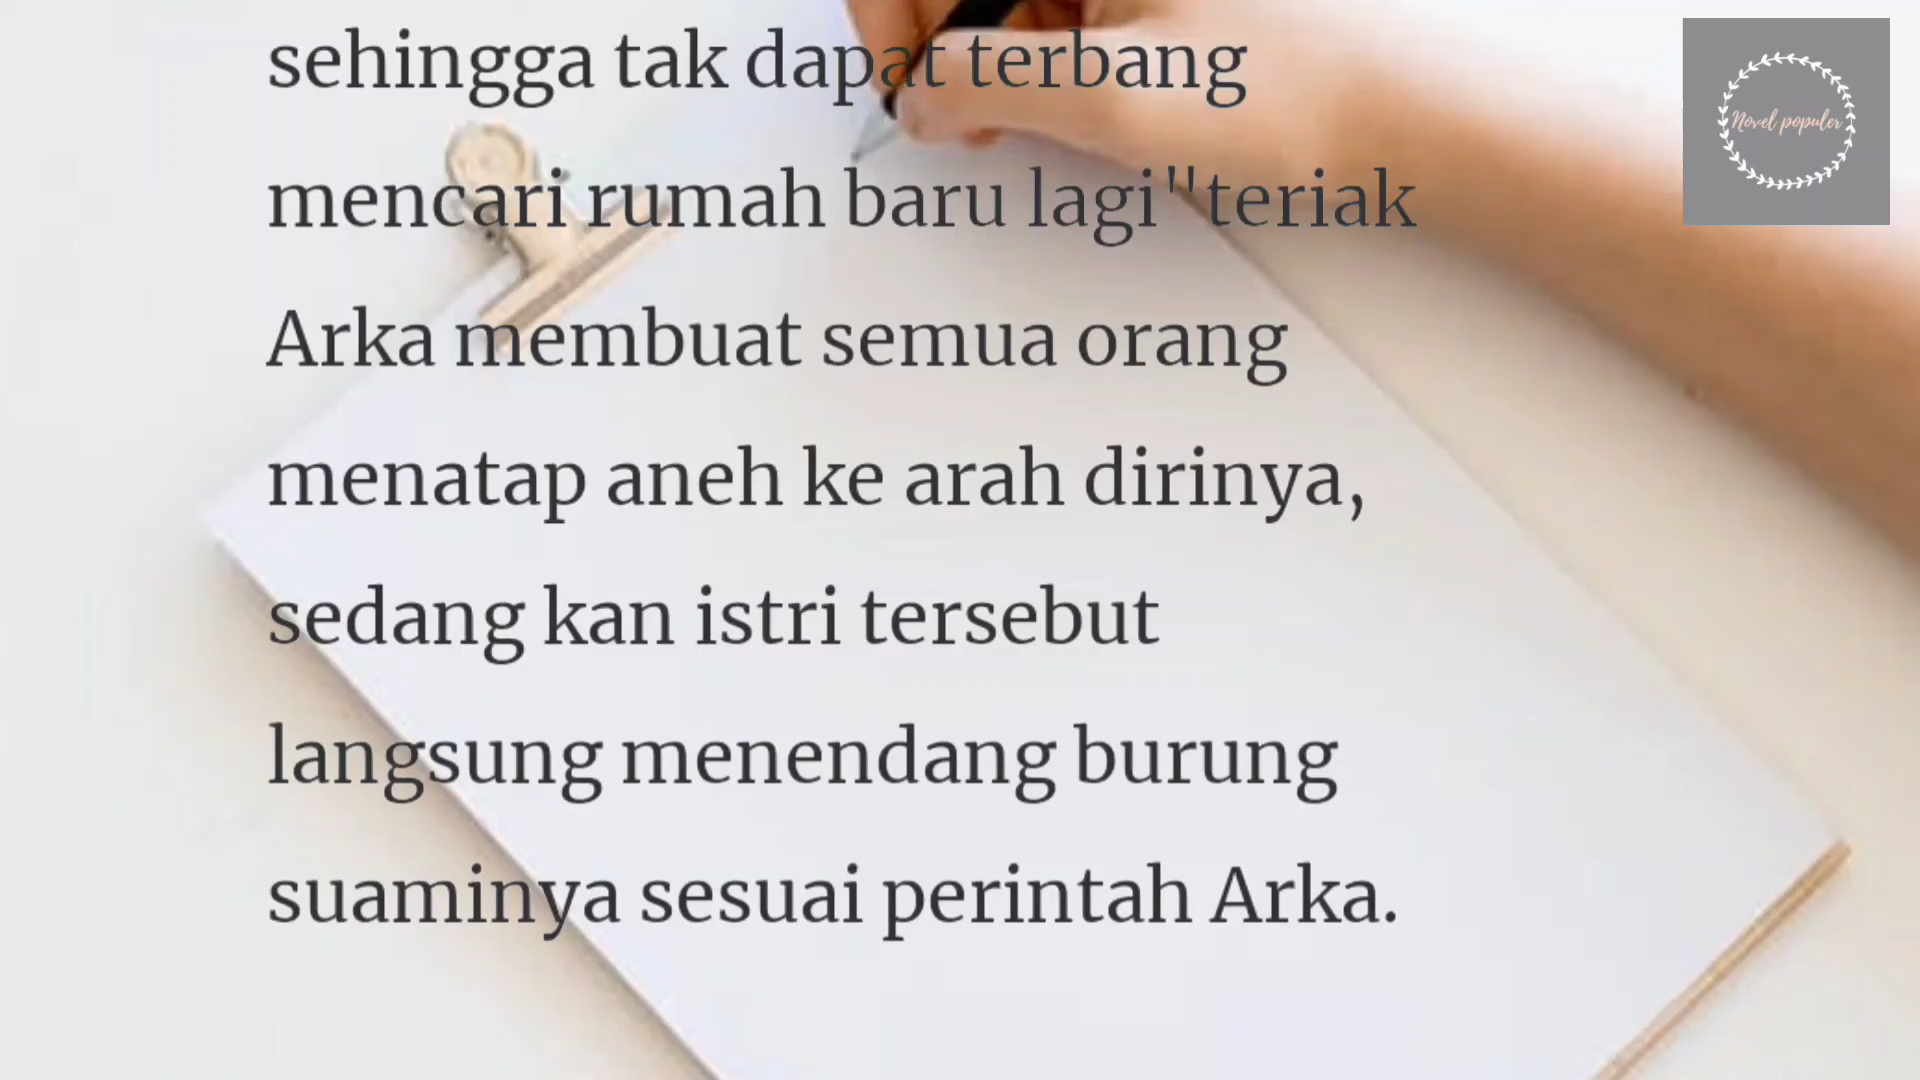 sehingga tak dapat terbang
mencari rumah baru lagi"teriak
Arka membuat semua orang
menatap aneh ke arah dirinya,
sedang kan istri tersebut
langsung menendang burung
suaminya sesuai perintah Arka.
Novel populer